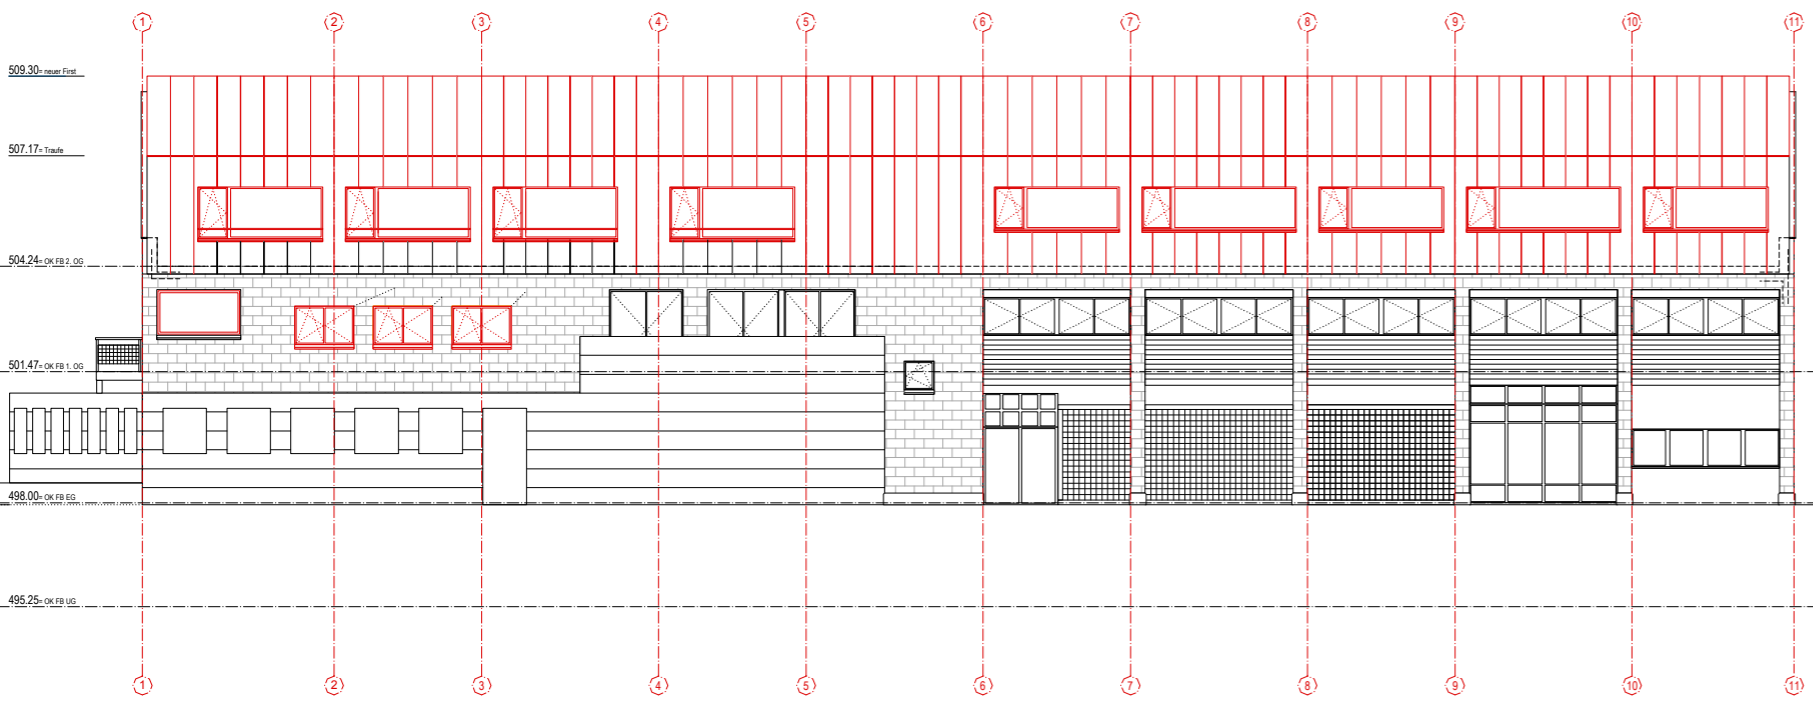 1 2 3 4 5 6 7 8 9 10 11
509.30= neuer First
507.17= Traufe
504.24= OK FB 2. OG
501.47= OK FB 1. OG
498.00= OK FB EG
495.25= OK FB UG
1 2 3 4 5 6 7 8 9 10 11